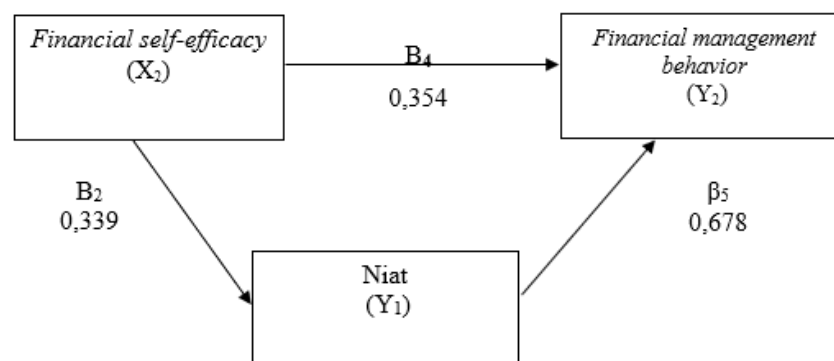 Financial self-efficacy
(X₂)
B₄
0,354
Financial management
behavior
(Y₂)
B₂
0,339
β₅
0,678
Niat
(Y₁)